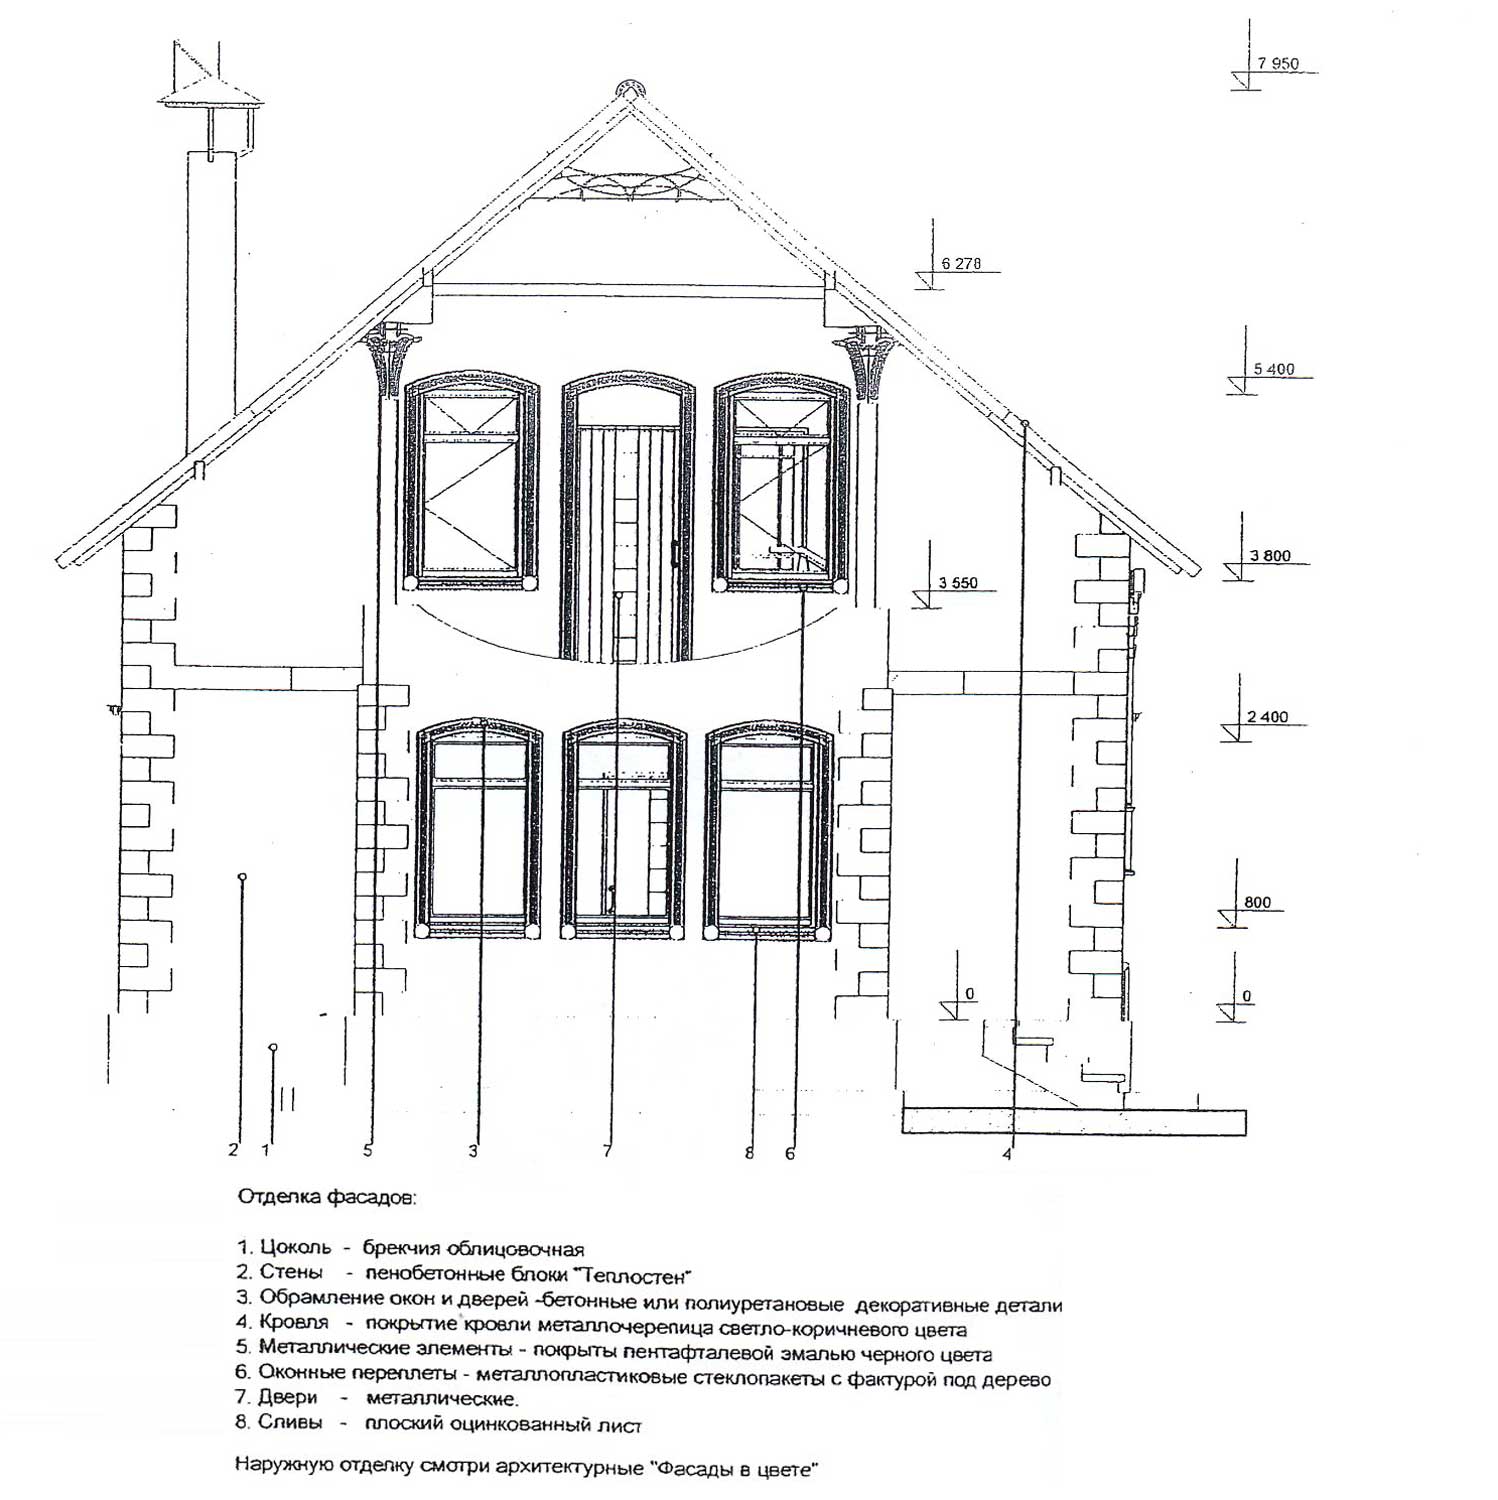 7 950
6 278
5 400
3 800
3 550
2 400
800
0
0
2 1 5 3 7 8 6 4
Отделка фасадов:
1. Цоколь - брекчия облицовочная
2. Стены - пенобетонные блоки "Теплостен"
3. Обрамление окон и дверей -бетонные или полиуретановые декоративные детали
4. Кровля - покрытие кровли металлочерепица светло-коричневого цвета
5. Металлические элементы - покрыты пентафталевой эмалью черного цвета
6. Оконные переплеты - металлопластиковые стеклопакеты с фактурой под дерево
7. Двери - металлические.
8. Сливы - плоский оцинкованный лист
Наружную отделку смотри архитектурные "Фасады в цвете"